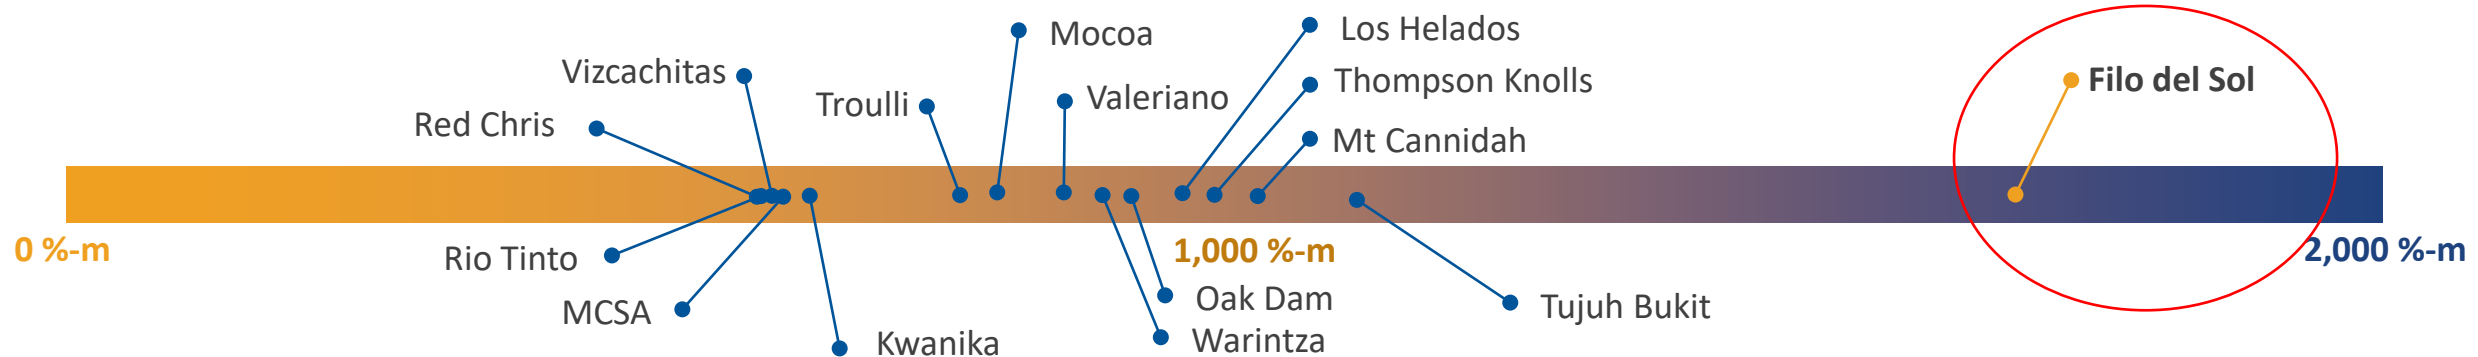 Mocoa
Los Helados
Vizcachitas
Thompson Knolls
Filo del Sol
Troulli
Valeriano
Red Chris
Mt Cannidah
0 %-m
1,000 %-m
2,000 %-m
Rio Tinto
Oak Dam
Tujuh Bukit
MCSA
Warintza
Kwanika